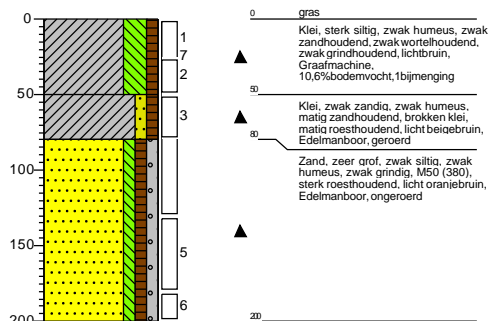 0
50
100
150
200
1
7
2
3
5
6
0 gras
Klei, sterk siltig, zwak humeus, zwak
zandhoudend, zwak wortelhoudend,
zwak grindhoudend, lichtbruin,
Graafmachine,
10,6%bodemvocht,1bijmenging
50
Klei, zwak zandig, zwak humeus,
matig zandhoudend, brokken klei,
matig roesthoudend, licht beigebruin,
Edelmanboor, geroerd
80
Zand, zeer grof, zwak siltig, zwak
humeus, zwak grindig, M50 (380),
sterk roesthoudend, licht oranjebruin,
Edelmanboor, ongeroerd
200